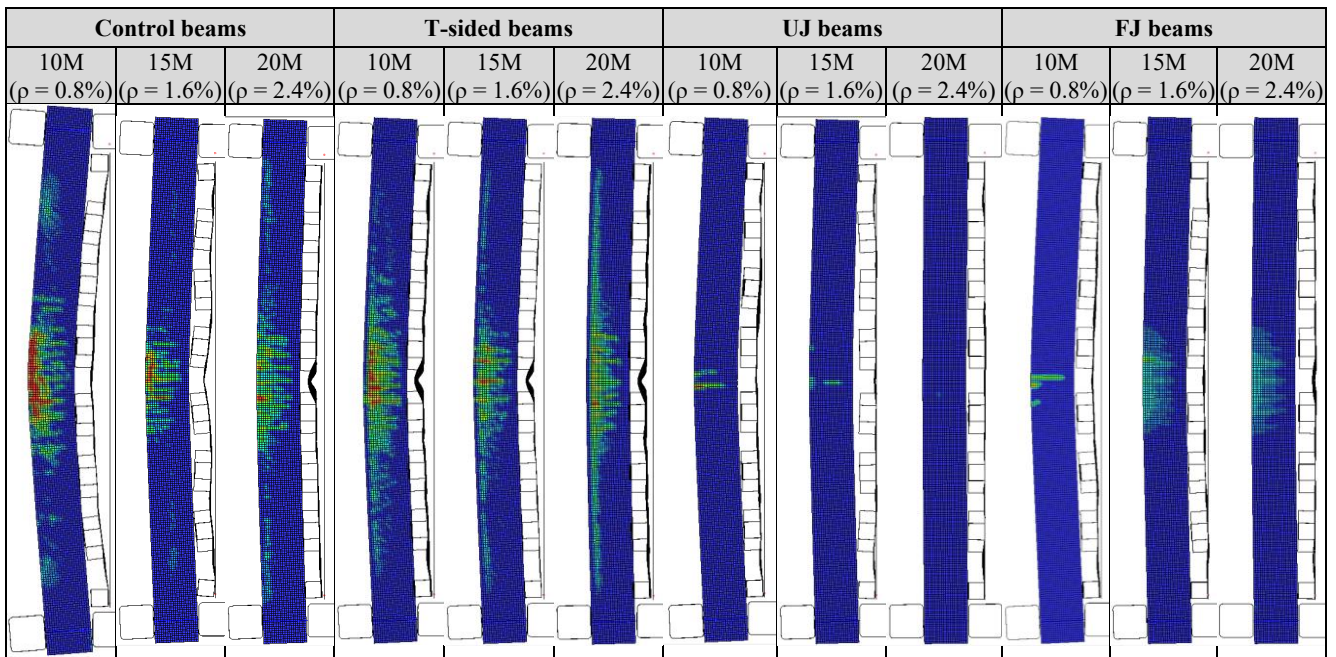 Control beams T-sided beams UJ beams FJ beams
10M 15M 20M 10M 15M 20M 10M 15M 20M 10M 15M 20M
(ρ = 0.8%) (ρ = 1.6%) (ρ = 2.4%) (ρ = 0.8%) (ρ = 1.6%) (ρ = 2.4%) (ρ = 0.8%) (ρ = 1.6%) (ρ = 2.4%) (ρ = 0.8%) (ρ = 1.6%) (ρ = 2.4%)